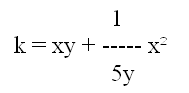 1
k = xy + ----- x²
5y